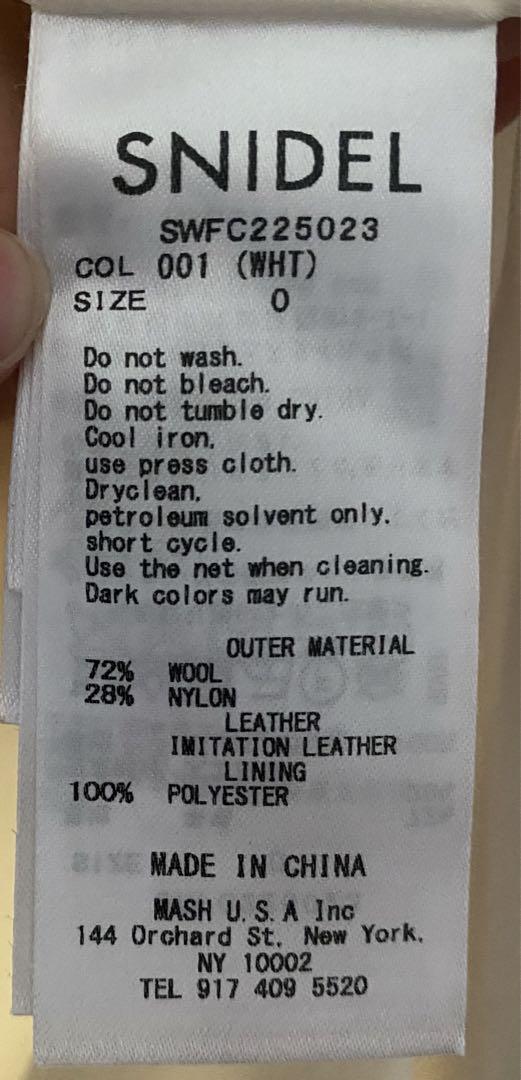 SNIDEL
SWFC225023
COL 001 (WHT)
SIZE 0
Do not wash.
Do not bleach.
Do not tumble dry.
Cool iron,
use press cloth.
Dryclean,
petroleum solvent only.
short cycle.
Use the net when cleaning.
Dark colors may run.
OUTER MATERIAL
72% WOOL
28% NYLON
LEATHER
IMITATION LEATHER
LINING
100% POLYESTER
MADE IN CHINA
MASH U.S.A Inc
144 Orchard St, New York,
NY 10002
TEL 917 409 5520